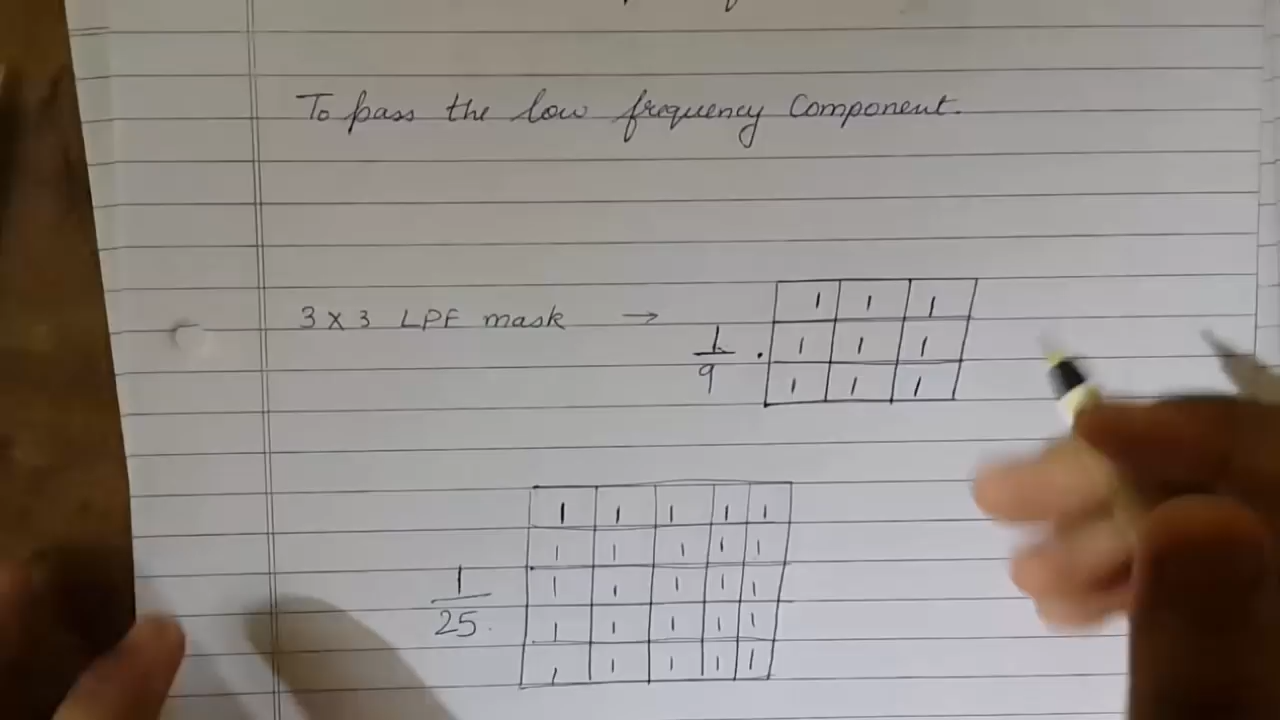 To pass the low frequency Component.
3 x 3 LPF mask →
1/9 . 1 1 1
1 1 1
1 1 1
1/25. 1 1 1 1 1
1 1 1 1 1
1 1 1 1 1
1 1 1 1 1
1 1 1 1 1